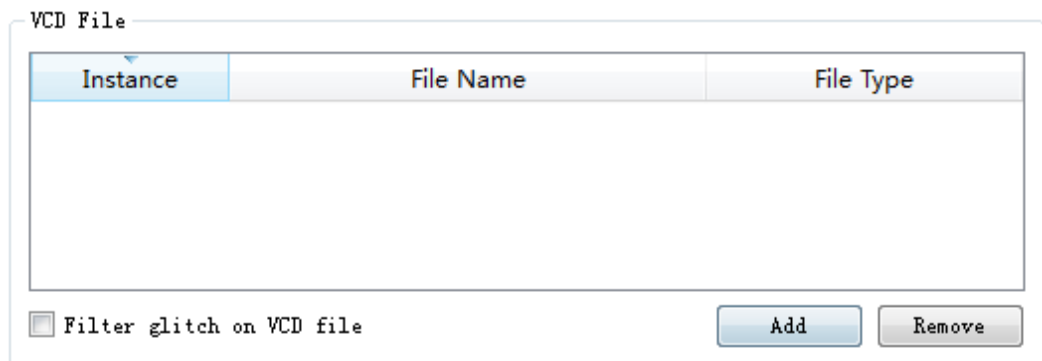 VCD File
Instance File Name File Type
Filter glitch on VCD file Add Remove